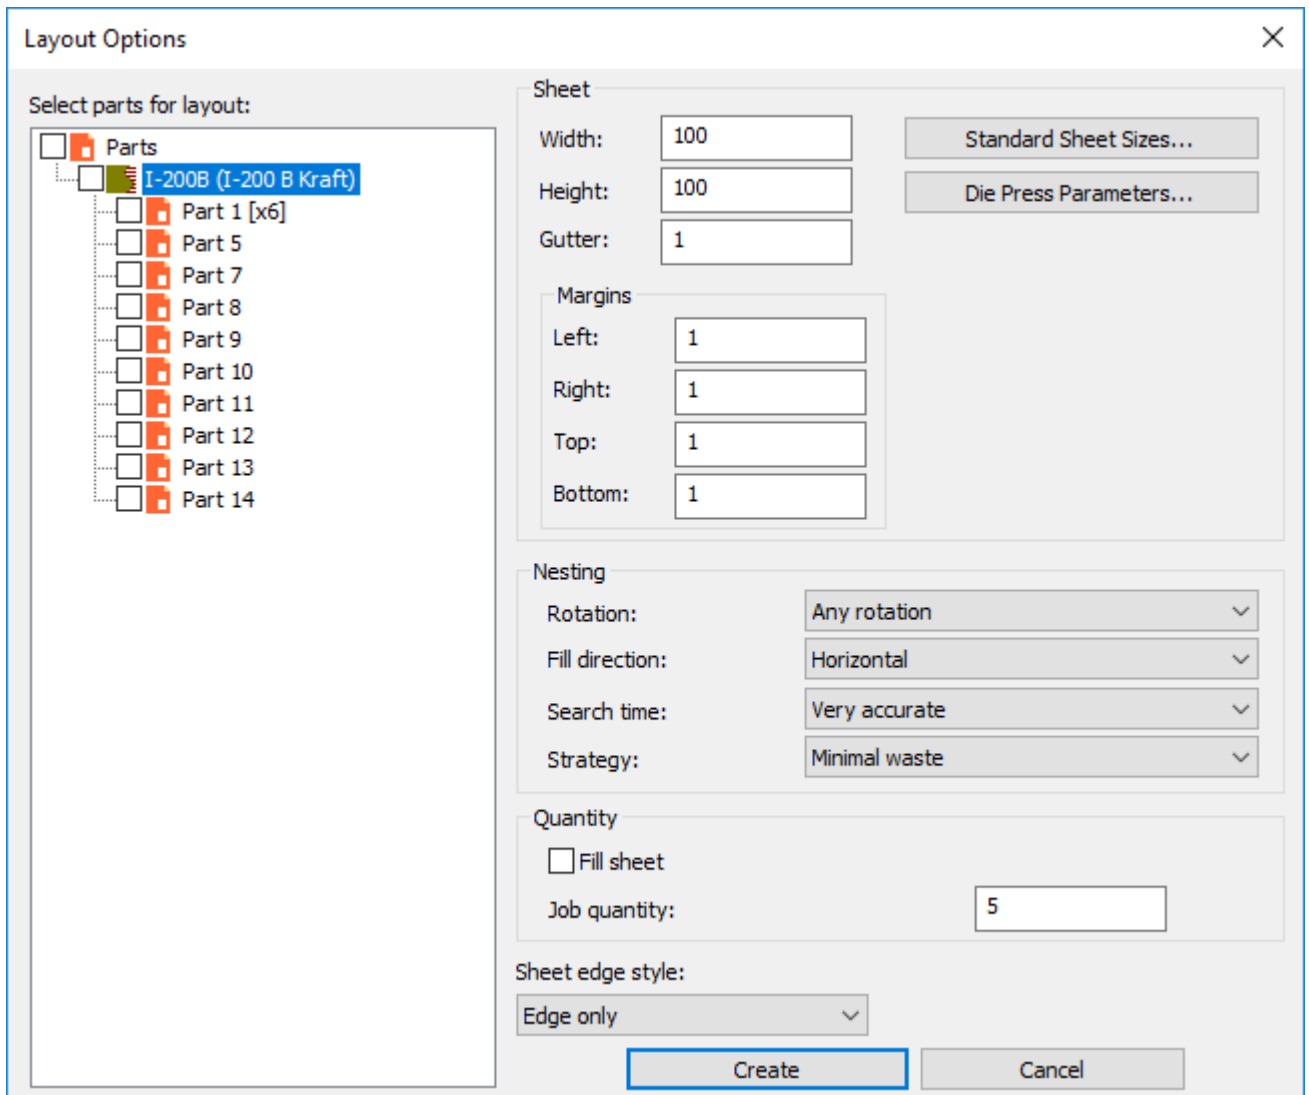 Layout Options
Select parts for layout:
Parts
I-200B (I-200 B Kraft)
Part 1 [x6]
Part 5
Part 7
Part 8
Part 9
Part 10
Part 11
Part 12
Part 13
Part 14
Sheet
Width: 100 Standard Sheet Sizes...
Height: 100 Die Press Parameters...
Gutter: 1
Margins
Left: 1
Right: 1
Top: 1
Bottom: 1
Nesting
Rotation: Any rotation
Fill direction: Horizontal
Search time: Very accurate
Strategy: Minimal waste
Quantity
Fill sheet
Job quantity: 5
Sheet edge style:
Edge only
Create Cancel